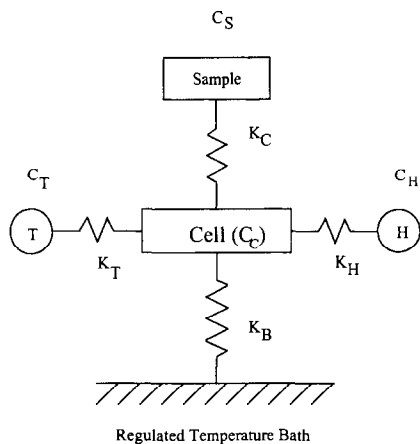 C_S
Sample
K_C
C_T
C_H
T
Cell (C_C)
H
K_T
K_H
K_B
Regulated Temperature Bath